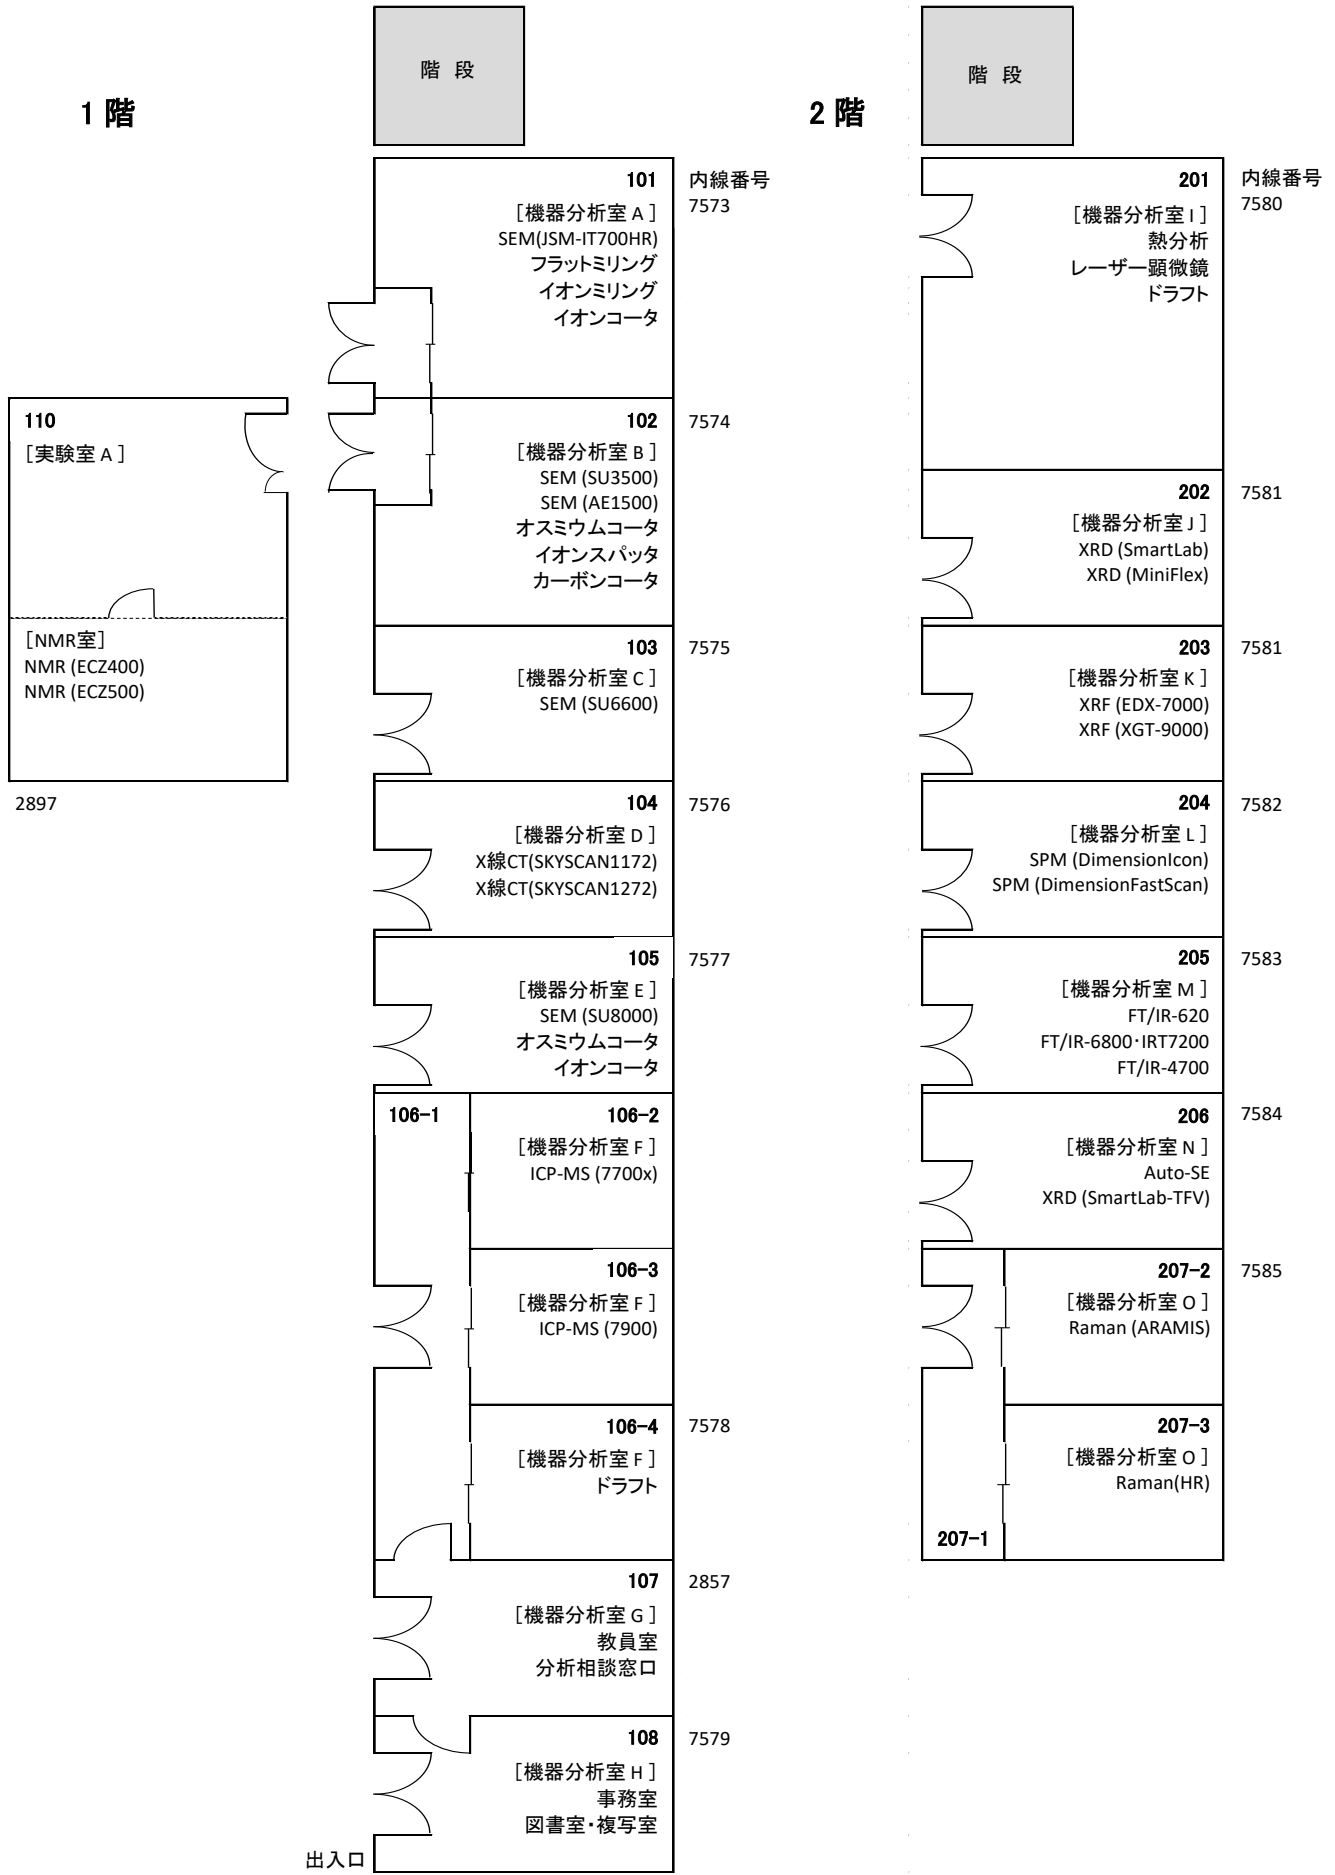 階 段
1 階
101
内線番号
7573
[機器分析室 A ]
SEM(JSM-IT700HR)
フラットミリング
イオンミリング
イオンコータ
110
[実験室 A ]
[NMR室]
NMR (ECZ400)
NMR (ECZ500)
2897
102
7574
[機器分析室 B ]
SEM (SU3500)
SEM (AE1500)
オスミウムコータ
イオンスパッタ
カーボンコータ
103
7575
[機器分析室 C ]
SEM (SU6600)
104
7576
[機器分析室 D ]
X線CT(SKYSCAN1172)
X線CT(SKYSCAN1272)
105
7577
[機器分析室 E ]
SEM (SU8000)
オスミウムコータ
イオンコータ
106-1
106-2
[機器分析室 F ]
ICP-MS (7700x)
106-3
[機器分析室 F ]
ICP-MS (7900)
106-4
7578
[機器分析室 F ]
ドラフト
107
2857
[機器分析室 G ]
教員室
分析相談窓口
108
7579
[機器分析室 H ]
事務室
図書室・複写室
出入口
階 段
2 階
201
内線番号
7580
[機器分析室 I ]
熱分析
レーザー顕微鏡
ドラフト
202
7581
[機器分析室 J ]
XRD (SmartLab)
XRD (MiniFlex)
203
7581
[機器分析室 K ]
XRF (EDX-7000)
XRF (XGT-9000)
204
7582
[機器分析室 L ]
SPM (DimensionIcon)
SPM (DimensionFastScan)
205
7583
[機器分析室 M ]
FT/IR-620
FT/IR-6800・IRT7200
FT/IR-4700
206
7584
[機器分析室 N ]
Auto-SE
XRD (SmartLab-TFV)
207-2
7585
[機器分析室 O ]
Raman (ARAMIS)
207-3
[機器分析室 O ]
Raman(HR)
207-1